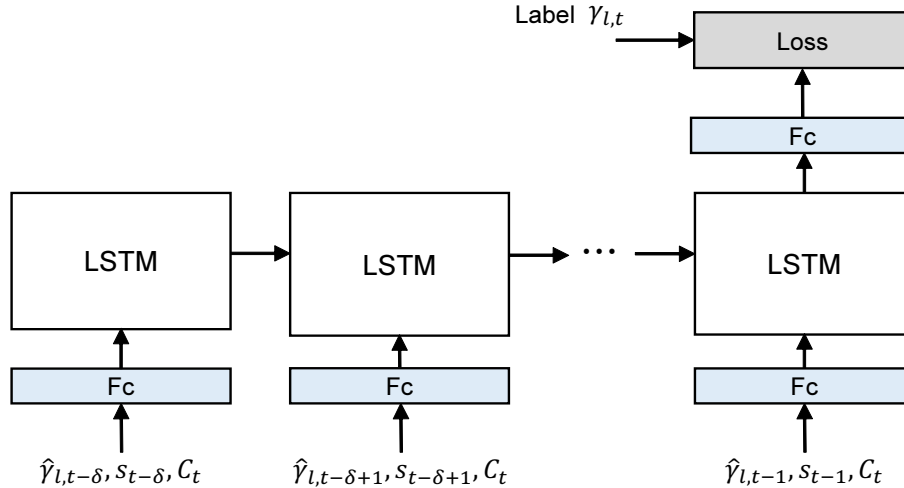 Label γ_{l,t}
Loss
Fc
LSTM
LSTM
...
LSTM
Fc
Fc
Fc
γ̂_{l,t−δ}, s_{t−δ}, C_t
γ̂_{l,t−δ+1}, s_{t−δ+1}, C_t
γ̂_{l,t−1}, s_{t−1}, C_t